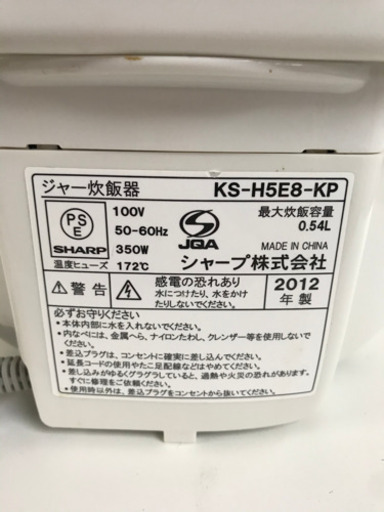 ジャー炊飯器 KS-H5E8-KP
PS
E
SHARP
100V
50-60Hz
350W
温度ヒューズ 172℃
JQA
最大炊飯容量
0.54L
MADE IN CHINA
シャープ株式会社
警告
感電の恐れあり
水につけたり、水をかけ
たりしないでください。
2012
年製
必ずお守りください
•本体内部に水を入れないでください。
•内なべには、金属へら、ナイロンたわし、クレンザー等を使用しないで
ください。
•差込プラグは、コンセントに確実に差し込んでください。
•延長コードの使用やたこ足配線などはやめてください。
•差し込みがゆるくグラグラしていると、過熱や火災の恐れがあります。
すぐに修理をご依頼ください。
•使用時以外は、差込プラグをコンセントから抜いてください。